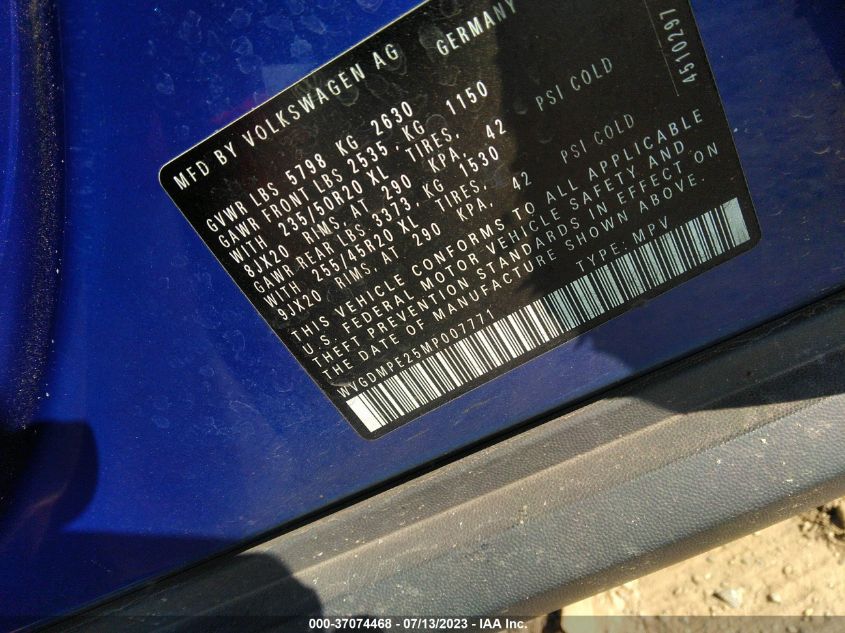 MFD BY VOLKSWAGEN AG GERMANY
GVWR LBS 5798 KG 2630
GAWR FRONT LBS 2535, KG 1150
WITH 235/50R20 XL TIRES,
8JX20 RIMS, AT 290 KPA, 42 PSI COLD
GAWR REAR LBS 3373, KG 1530
WITH 255/45R20 XL TIRES,
9JX20 RIMS, AT 290 KPA, 42 PSI COLD
THIS VEHICLE CONFORMS TO ALL APPLICABLE
U.S. FEDERAL MOTOR VEHICLE SAFETY, AND
THEFT PREVENTION STANDARDS IN EFFECT ON
THE DATE OF MANUFACTURE SHOWN ABOVE.
WVGDMPE25MP007771 TYPE: MPV
4510297
000-37074468 - 07/13/2023 - IAA Inc.